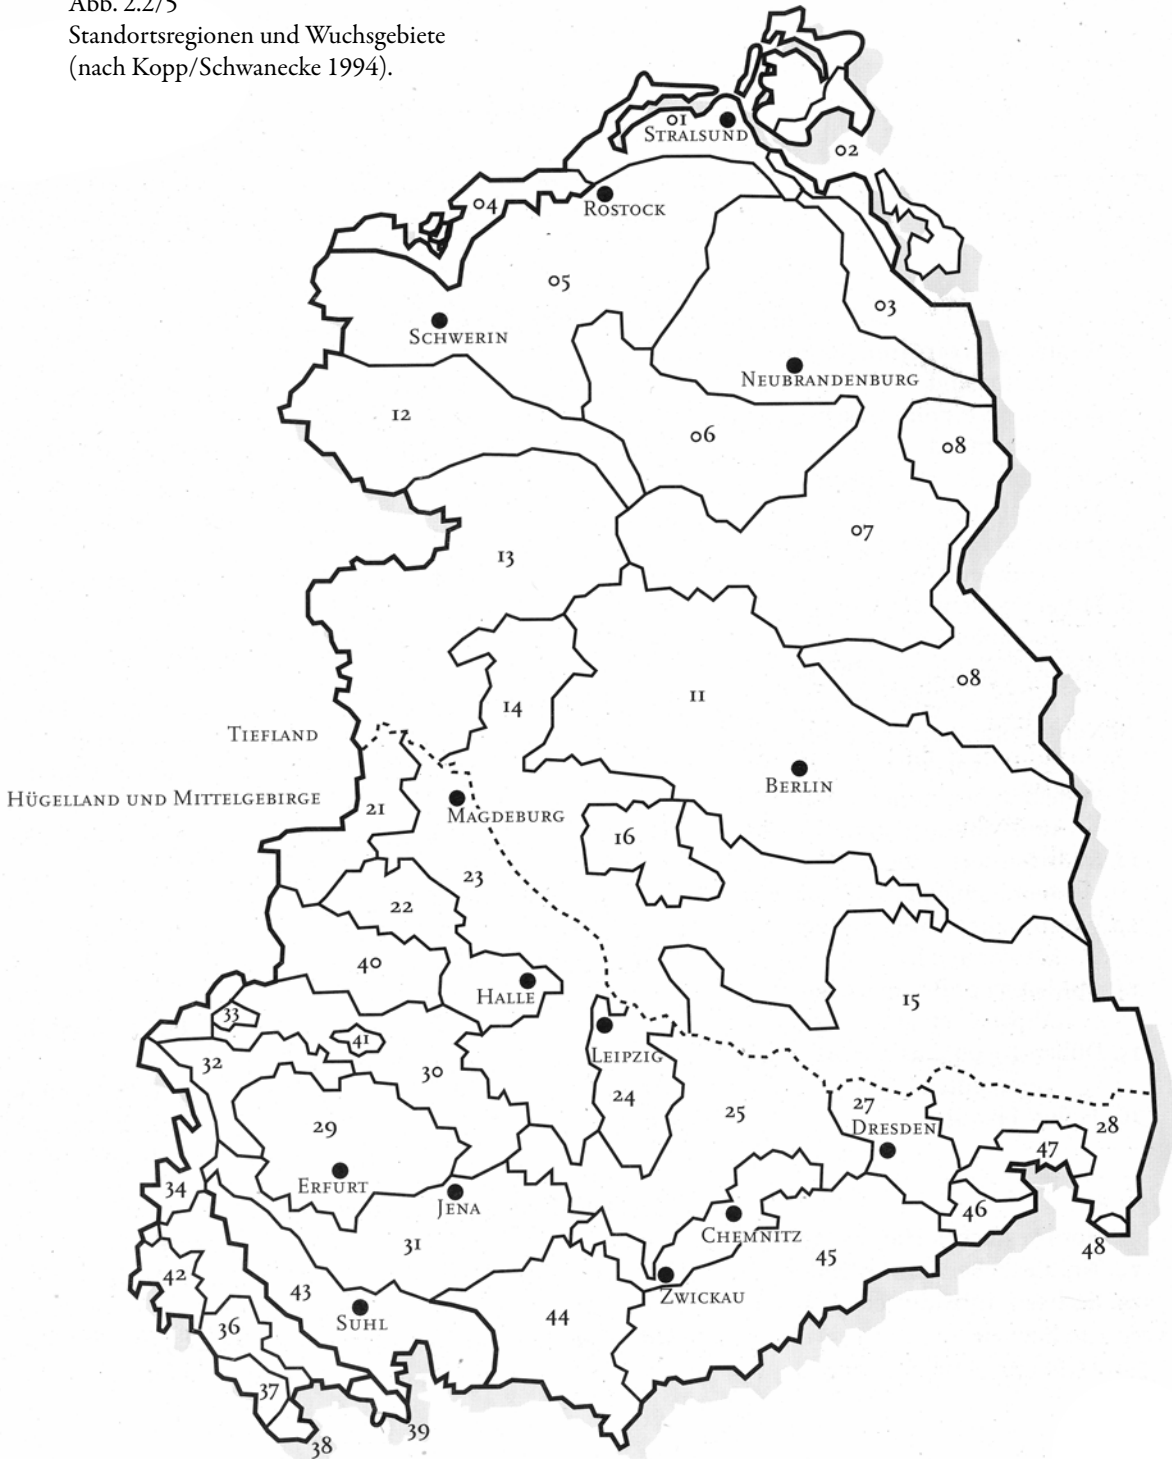 Abb. 2.2/5
Standortsregionen und Wuchsgebiete
(nach Kopp/Schwanecke 1994).
01
STRALSUND
02
04
ROSTOCK
05
03
SCHWERIN
NEUBRANDENBURG
12
06
08
07
13
08
11
14
TIEFLAND
BERLIN
HÜGELLAND UND MITTELGEBIRGE
21
MAGDEBURG
16
23
22
40
HALLE
15
33
41
LEIPZIG
32
30
24
25
27
DRESDEN
28
29
47
ERFURT
34
JENA
46
CHEMNITZ
31
45
48
42
43
ZWICKAU
SUHL
44
36
37
39
38